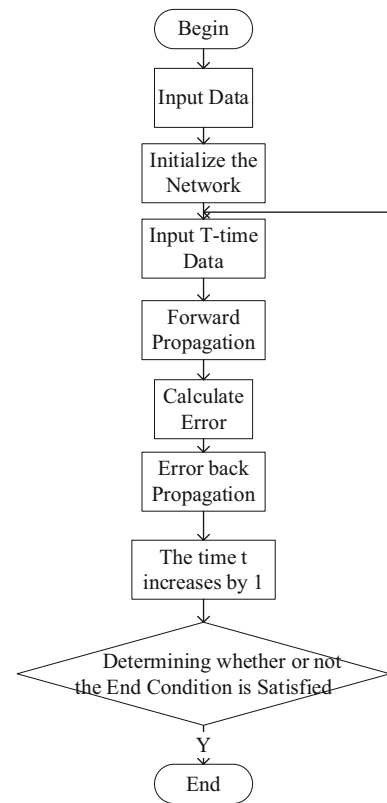 Begin
Input Data
Initialize the
Network
Input T-time
Data
Forward
Propagation
Calculate
Error
Error back
Propagation
The time t
increases by 1
Determining whether or not
the End Condition is Satisfied
Y
End